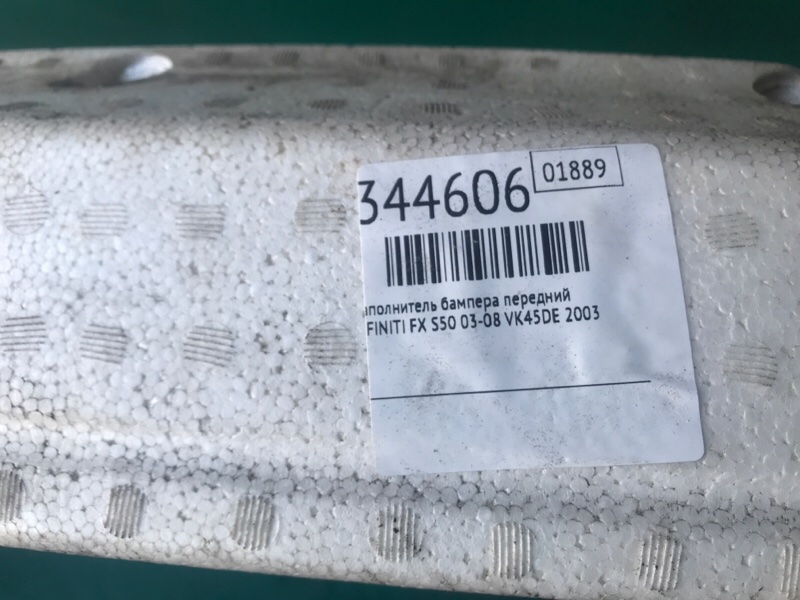 344606
01889
аполнитель бампера передний
FINITI FX S50 03-08 VK45DE 2003